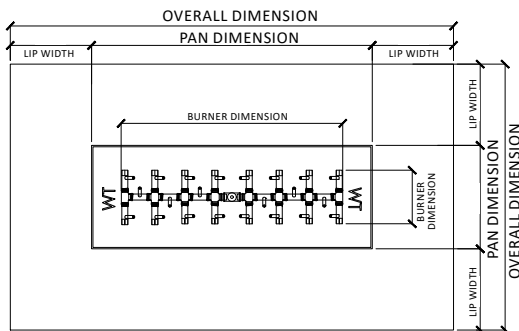 OVERALL DIMENSION
PAN DIMENSION
LIP WIDTH
LIP WIDTH
BURNER DIMENSION
LIP WIDTH
WT
WT
BURNER
DIMENSION
PAN DIMENSION
OVERALL DIMENSION
LIP WIDTH